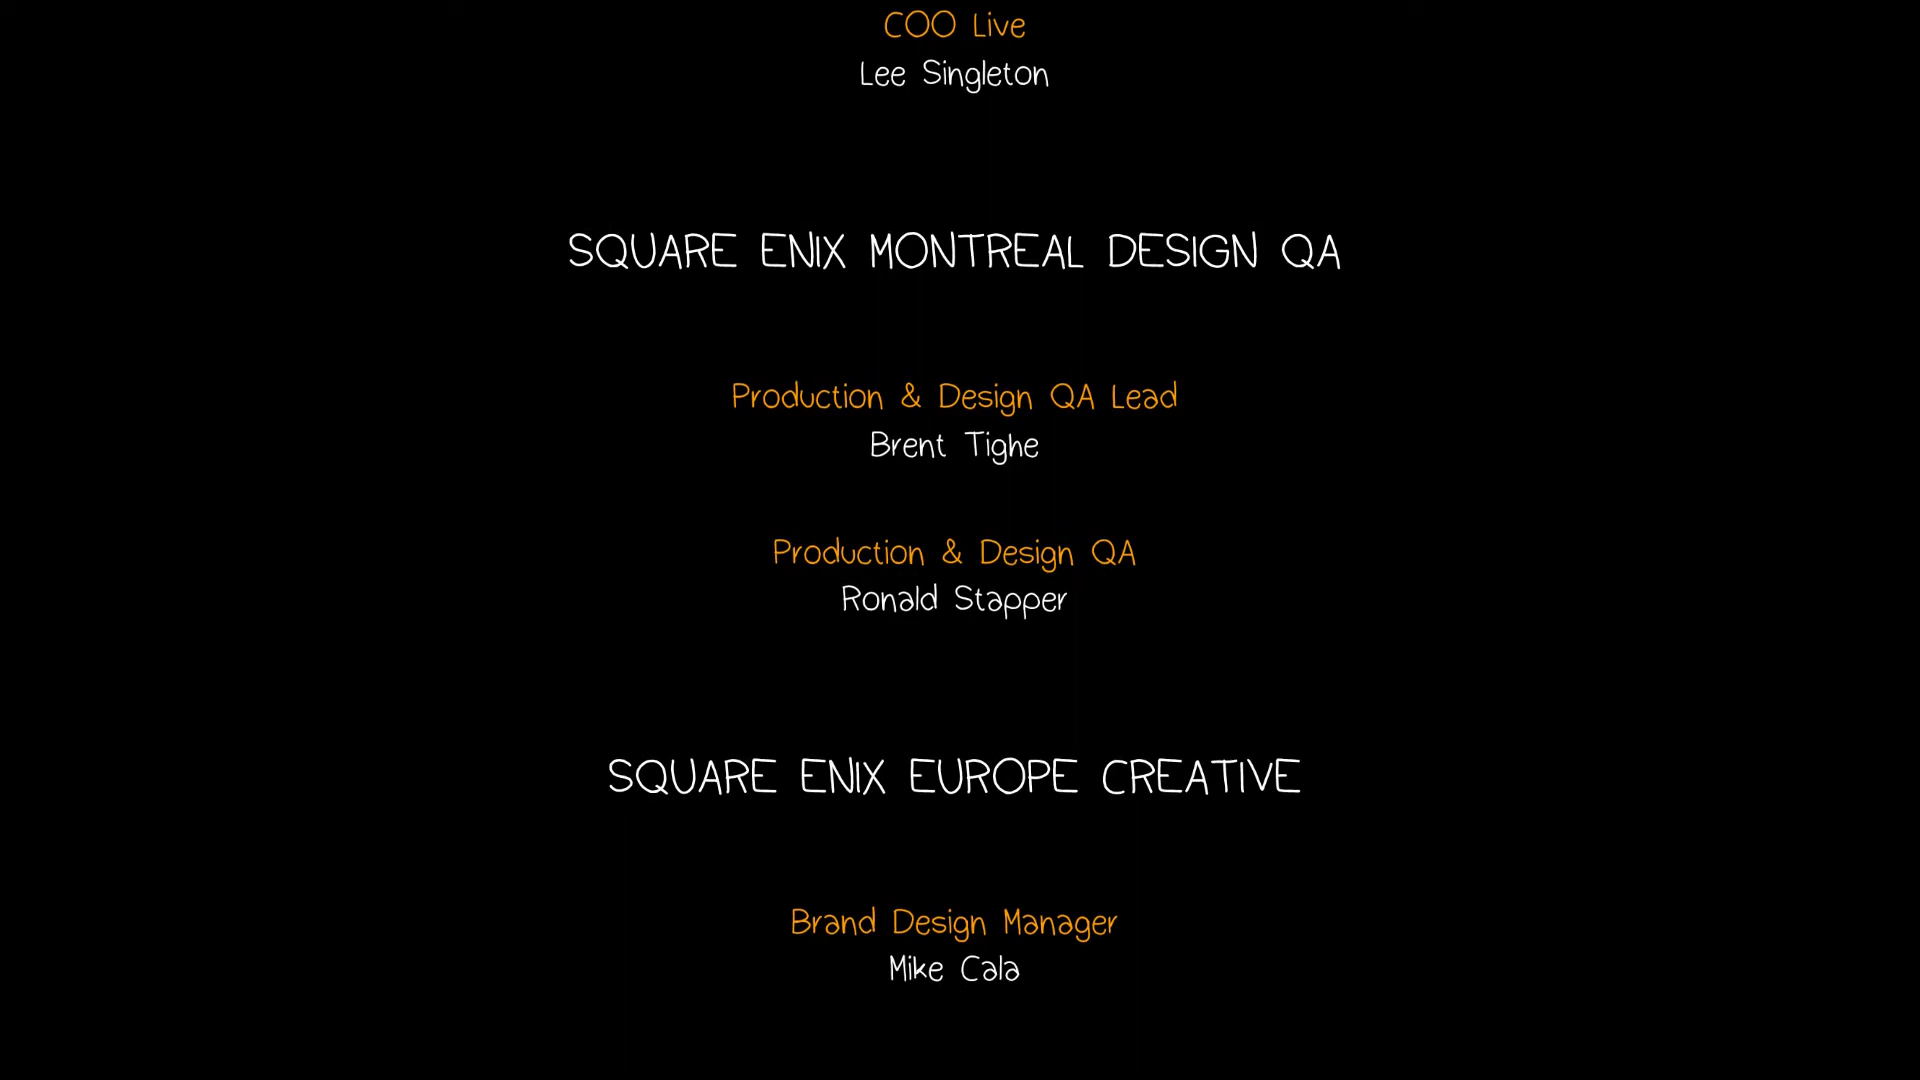 COO Live
Lee Singleton
SQUARE ENIX MONTREAL DESIGN QA
Production & Design QA Lead
Brent Tighe
Production & Design QA
Ronald Stapper
SQUARE ENIX EUROPE CREATIVE
Brand Design Manager
Mike Cala